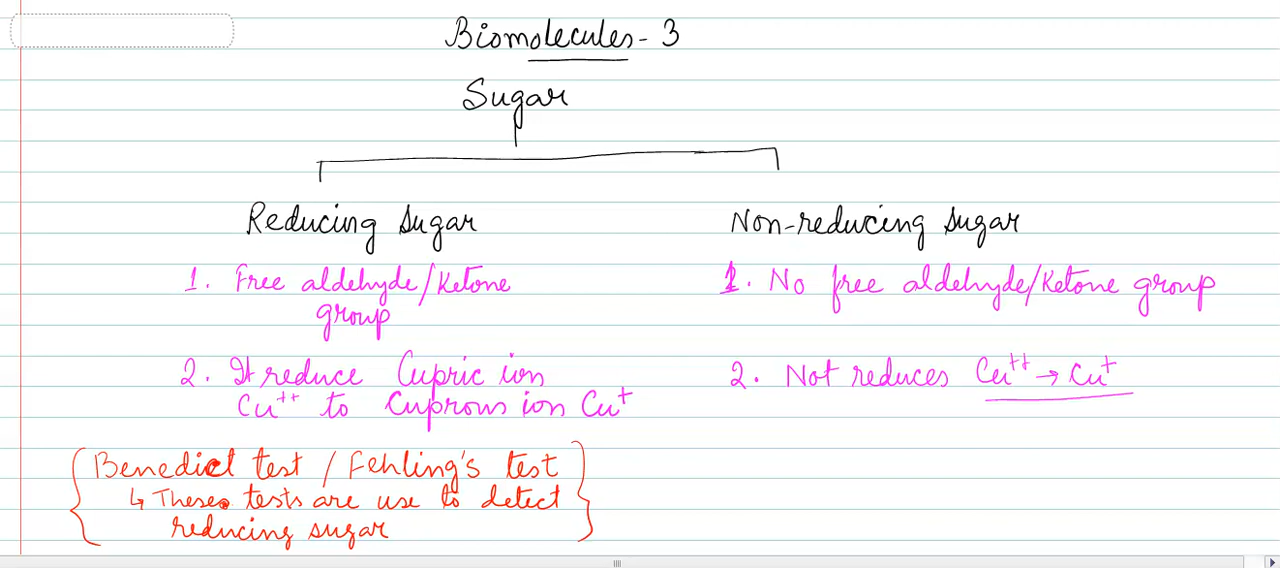 Biomolecules-3
Sugar
Reducing sugar
Non-reducing sugar
1. Free aldehyde/Ketone
group
1. No free aldehyde/Ketone group
2. It reduce Cupric ion
Cu⁺⁺ to Cuprous ion Cu⁺
2. Not reduces Cu⁺⁺ → Cu⁺
Benedict test / Fehling's test
↳ These tests are use to detect
reducing sugar